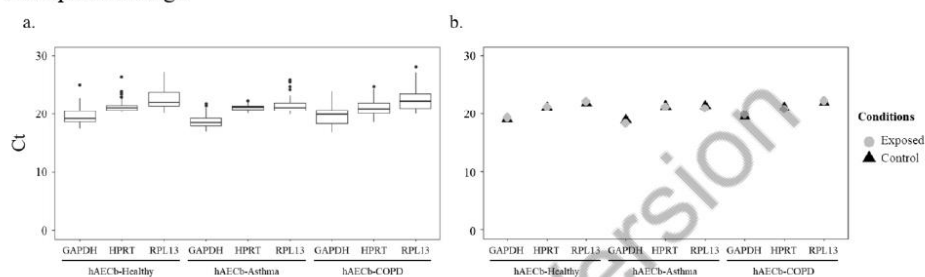 a.
b.
30
20
10
0
Ct
GAPDH HPRT RPL13 GAPDH HPRT RPL13 GAPDH HPRT RPL13
hAECb-Healthy hAECb-Asthma hAECb-COPD
30
20
10
0
GAPDH HPRT RPL13 GAPDH HPRT RPL13 GAPDH HPRT RPL13
hAECb-Healthy hAECb-Asthma hAECb-COPD
Conditions
Exposed
Control
ersion